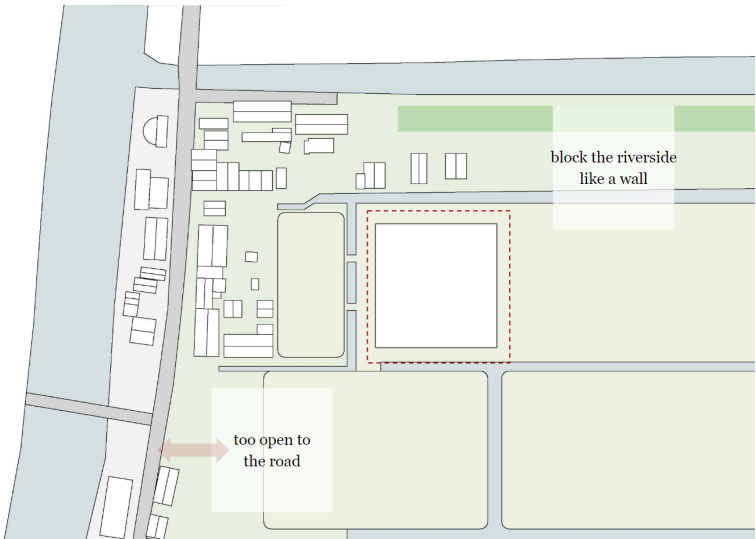 block the riverside
like a wall
too open to
the road